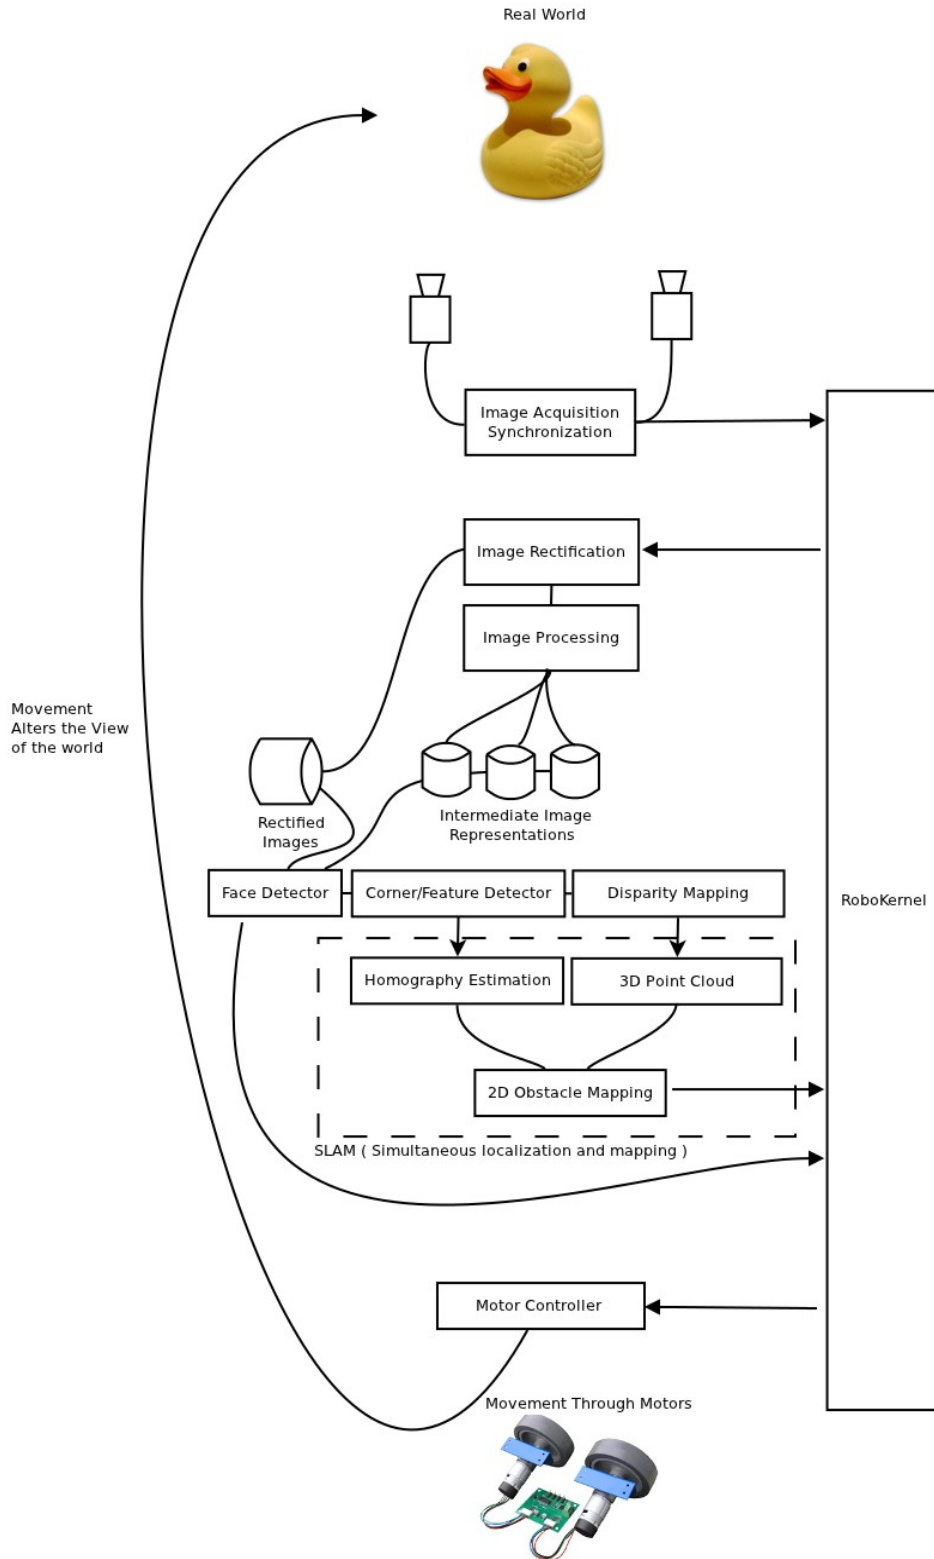 Real World
Image Acquisition
Synchronization
Image Rectification
Image Processing
Movement
Alters the View
of the world
Rectified
Images
Intermediate Image
Representations
Face Detector
Corner/Feature Detector
Disparity Mapping
RoboKernel
Homography Estimation
3D Point Cloud
2D Obstacle Mapping
SLAM ( Simultaneous localization and mapping )
Motor Controller
Movement Through Motors